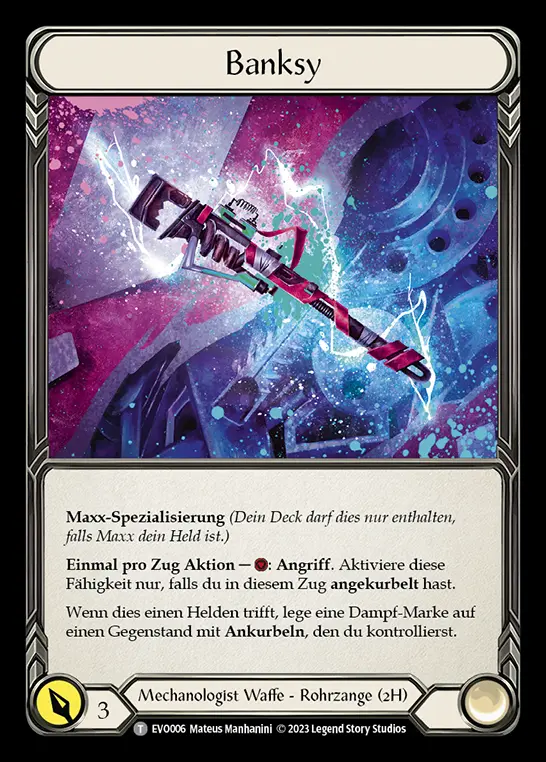 Banksy
Maxx-Spezialisierung (Dein Deck darf dies nur enthalten,
falls Maxx dein Held ist.)
Einmal pro Zug Aktion — : Angriff. Aktiviere diese
Fähigkeit nur, falls du in diesem Zug angekurbelt hast.
Wenn dies einen Helden trifft, lege eine Dampf-Marke auf
einen Gegenstand mit Ankurbeln, den du kontrollierst.
3
Mechanologist Waffe - Rohrzange (2H)
T EVO006 Mateus Manhanini © 2023 Legend Story Studios